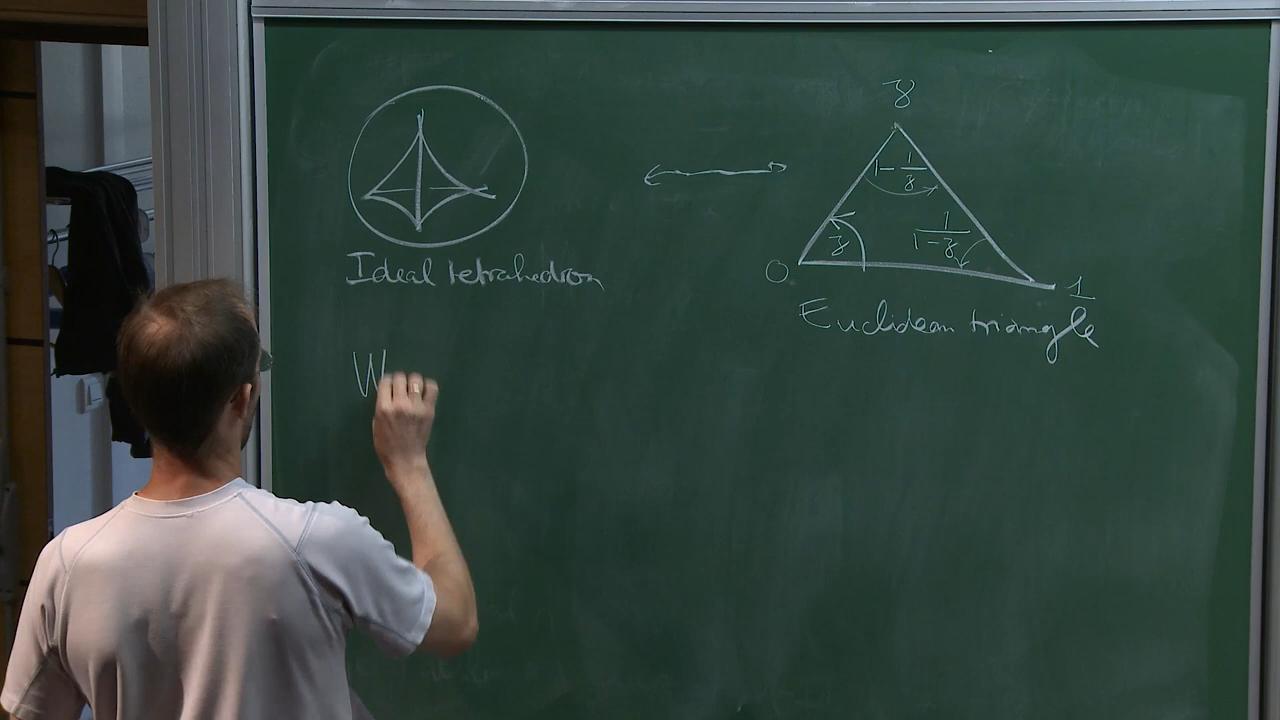 z
1 - 1/z
z
1/(1-z)
0
1
Ideal tetrahedron
Euclidean triangle
W